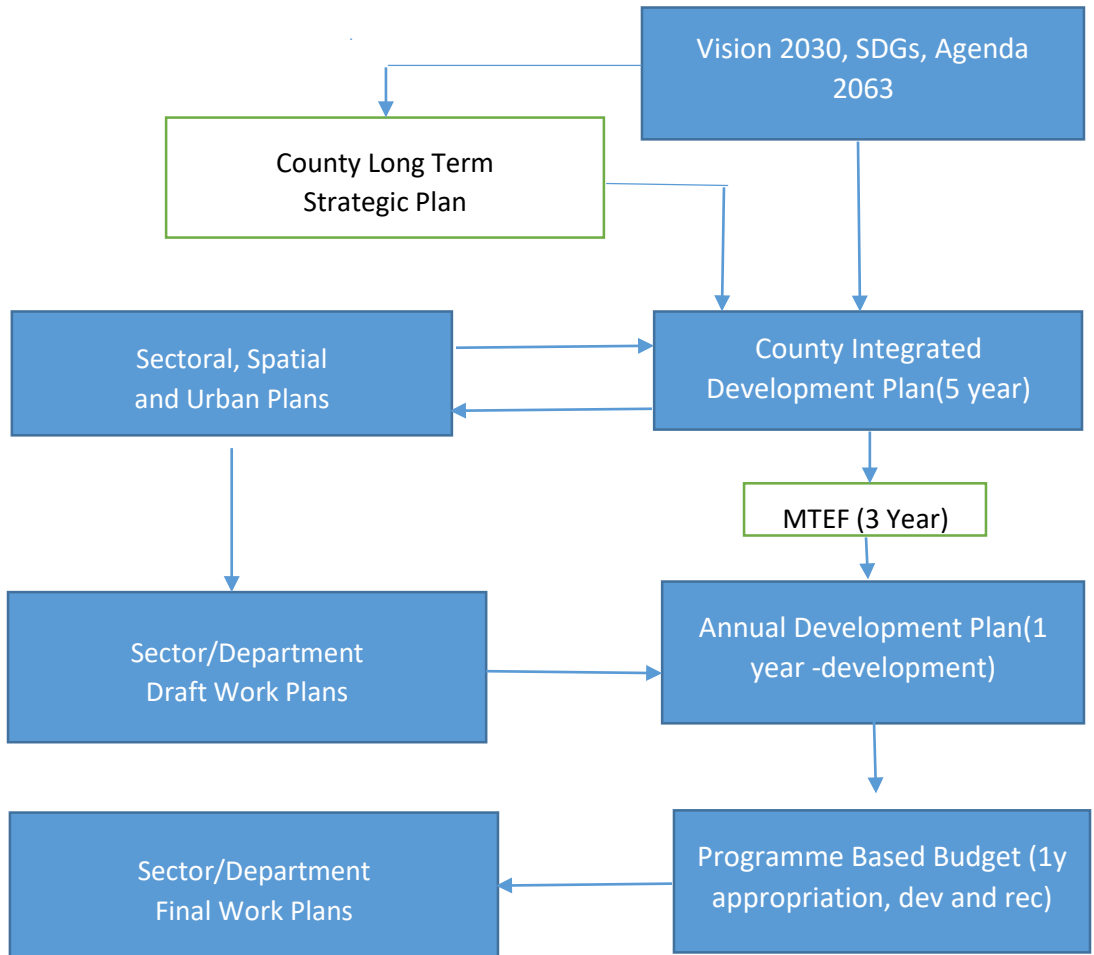 Vision 2030, SDGs, Agenda
2063
County Long Term
Strategic Plan
Sectoral, Spatial
and Urban Plans
County Integrated
Development Plan(5 year)
MTEF (3 Year)
Annual Development Plan(1
year -development)
Sector/Department
Draft Work Plans
Programme Based Budget (1y
appropriation, dev and rec)
Sector/Department
Final Work Plans